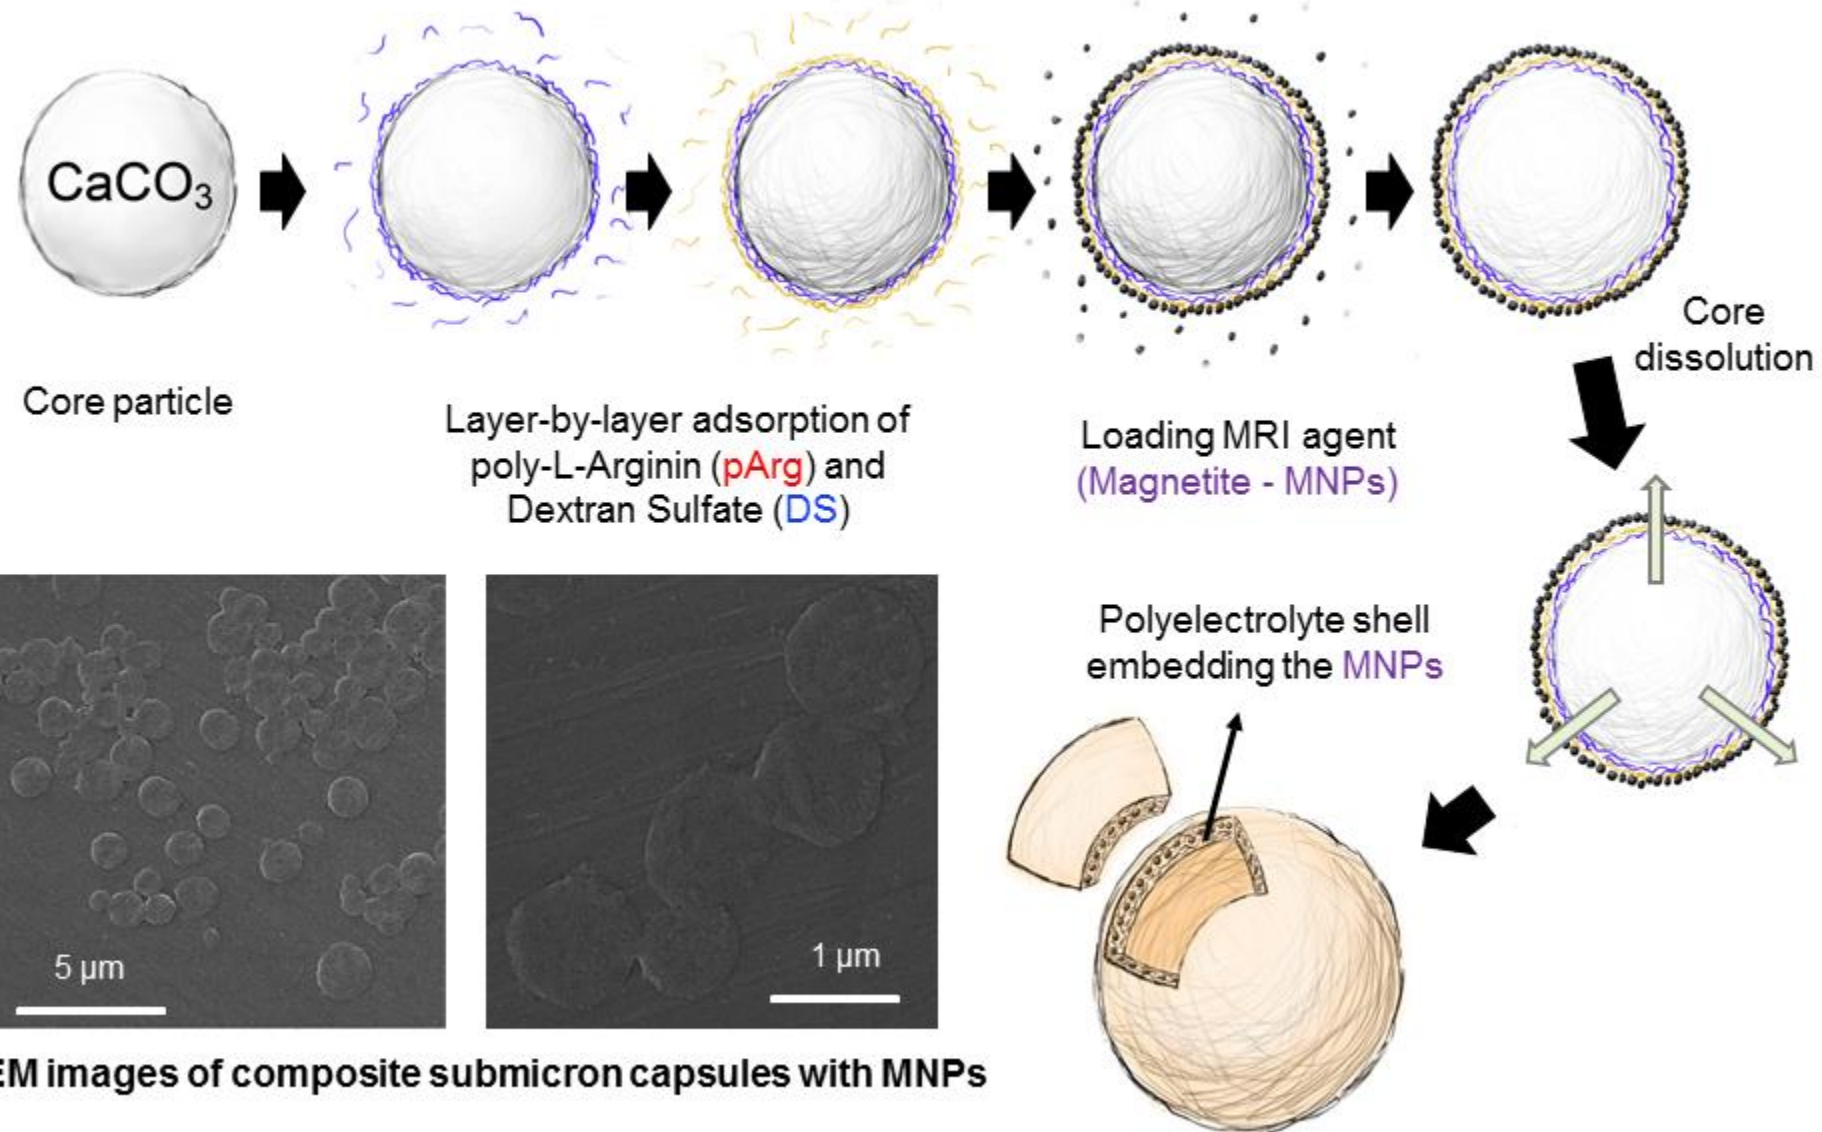 CaCO₃
Core particle
Layer-by-layer adsorption of
poly-L-Arginin (pArg) and
Dextran Sulfate (DS)
Loading MRI agent
(Magnetite - MNPs)
Core
dissolution
Polyelectrolyte shell
embedding the MNPs
5 µm
1 µm
EM images of composite submicron capsules with MNPs